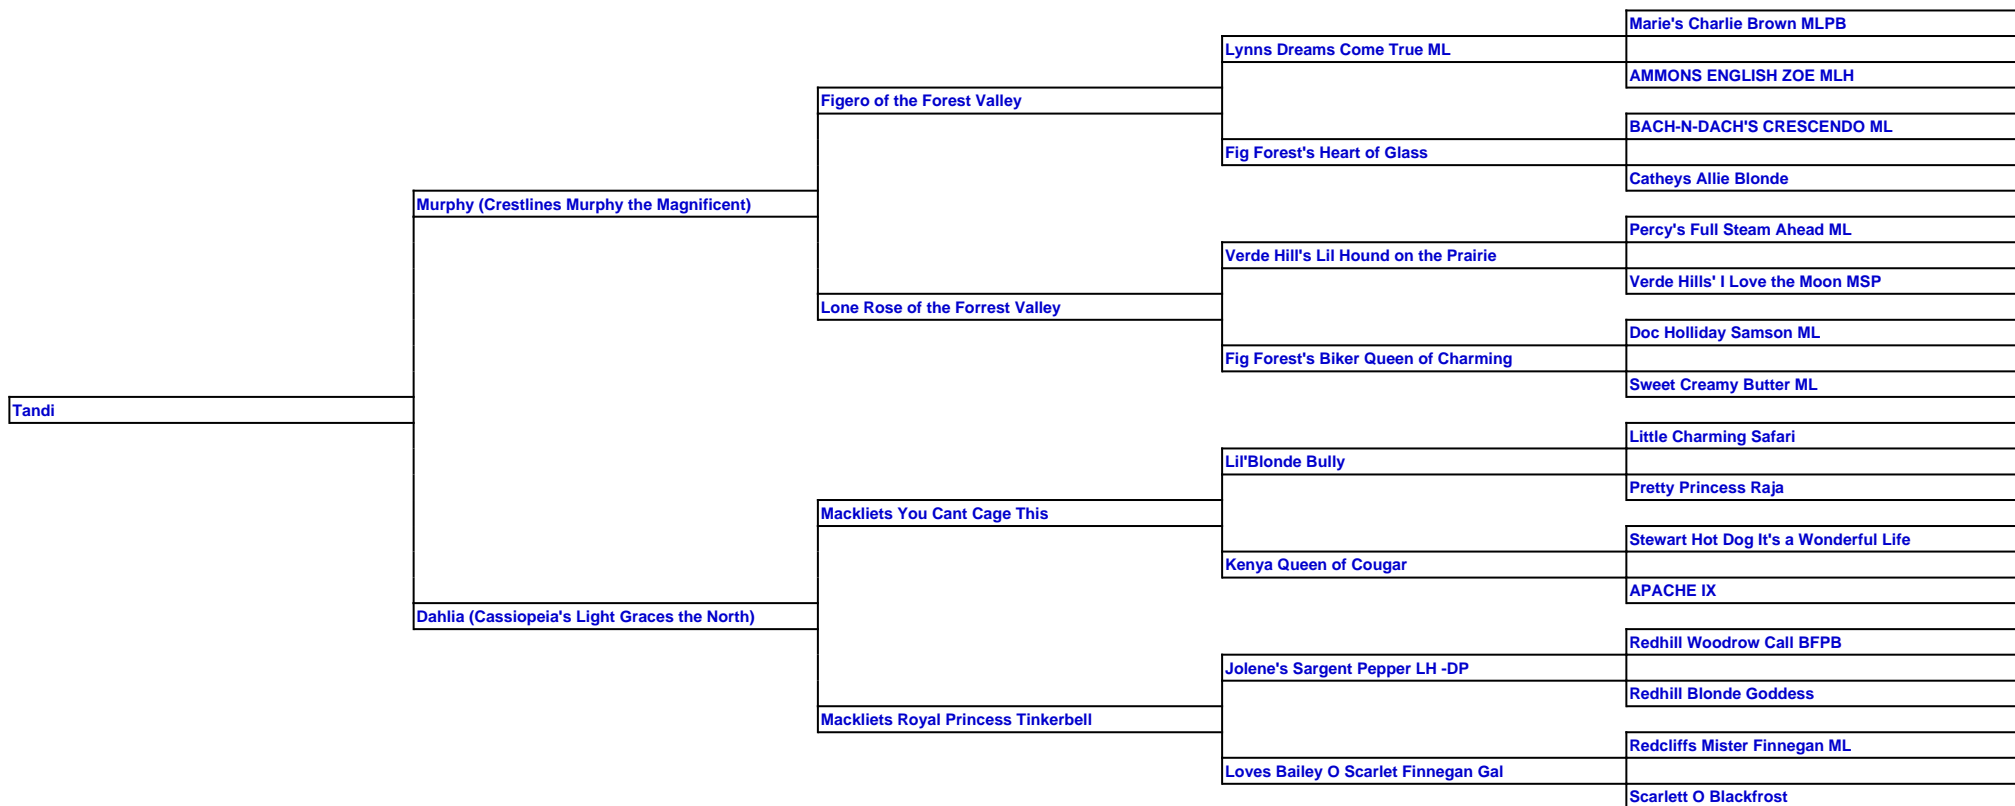 Marie's Charlie Brown MLPB
Lynns Dreams Come True ML
AMMONS ENGLISH ZOE MLH
Figero of the Forest Valley
BACH-N-DACH'S CRESCENDO ML
Fig Forest's Heart of Glass
Catheys Allie Blonde
Murphy (Crestlines Murphy the Magnificent)
Percy's Full Steam Ahead ML
Verde Hill's Lil Hound on the Prairie
Verde Hills' I Love the Moon MSP
Lone Rose of the Forrest Valley
Doc Holliday Samson ML
Fig Forest's Biker Queen of Charming
Sweet Creamy Butter ML
Tandi
Little Charming Safari
Lil'Blonde Bully
Pretty Princess Raja
Mackliets You Cant Cage This
Stewart Hot Dog It's a Wonderful Life
Kenya Queen of Cougar
APACHE IX
Dahlia (Cassiopeia's Light Graces the North)
Redhill Woodrow Call BFPB
Jolene's Sargent Pepper LH -DP
Redhill Blonde Goddess
Mackliets Royal Princess Tinkerbell
Redcliffs Mister Finnegan ML
Loves Bailey O Scarlet Finnegan Gal
Scarlett O Blackfrost